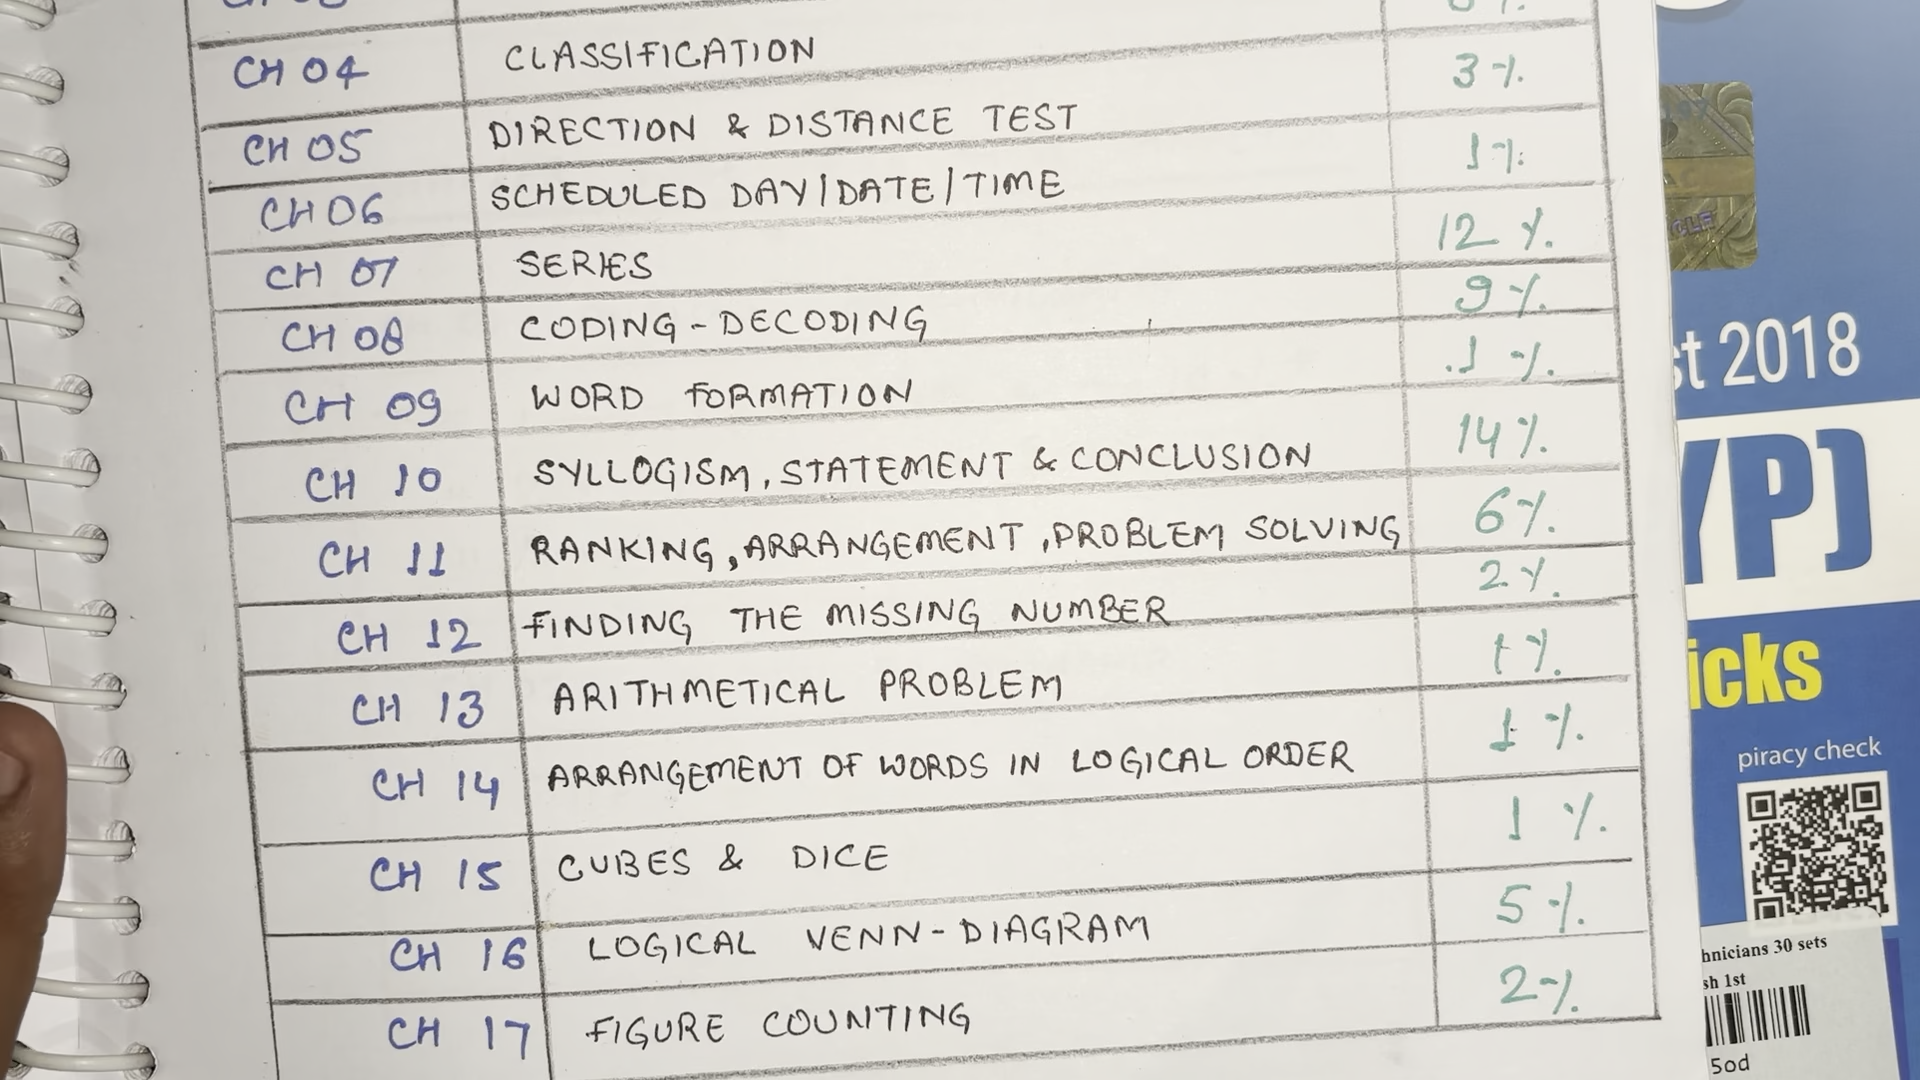 CH 04 CLASSIFICATION
CH 05 DIRECTION & DISTANCE TEST 3%
CH 06 SCHEDULED DAY/DATE/TIME 1%
CH 07 SERIES 12%
CH 08 CODING-DECODING 9%
CH 09 WORD FORMATION .1%
CH 10 SYLLOGISM, STATEMENT & CONCLUSION 14%
CH 11 RANKING, ARRANGEMENT, PROBLEM SOLVING 6%
CH 12 FINDING THE MISSING NUMBER 2%
CH 13 ARITHMETICAL PROBLEM 1%
CH 14 ARRANGEMENT OF WORDS IN LOGICAL ORDER 1%
CH 15 CUBES & DICE 1%
CH 16 LOGICAL VENN-DIAGRAM 5%
CH 17 FIGURE COUNTING 2%
st 2018
YP)
icks
piracy check
hnicians 30 sets
sh 1st
5od